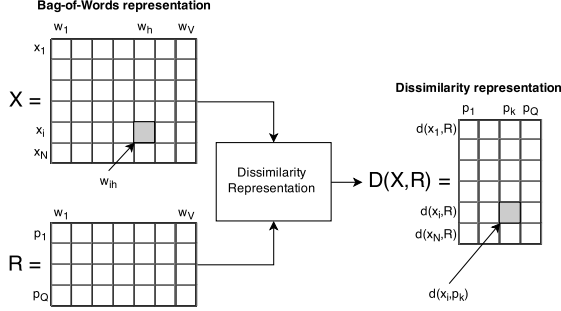 Bag-of-Words representation
w1 wh wV
x1
X =
xi
xN
wih
Dissimilarity
Representation
w1 wV
p1
R =
pQ
Dissimilarity representation
p1 pk pQ
d(x1,R)
D(X,R) =
d(xi,R)
d(xN,R)
d(xi,pk)